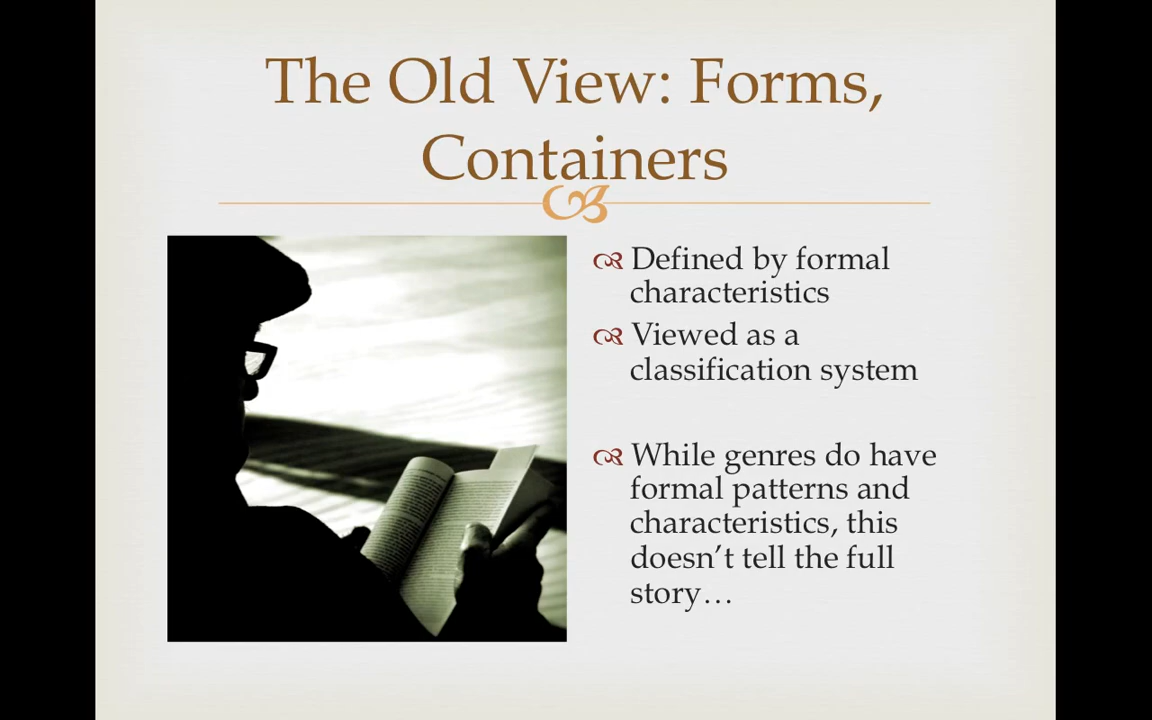 The Old View: Forms,
Containers
Defined by formal
characteristics
Viewed as a
classification system
While genres do have
formal patterns and
characteristics, this
doesn’t tell the full
story…